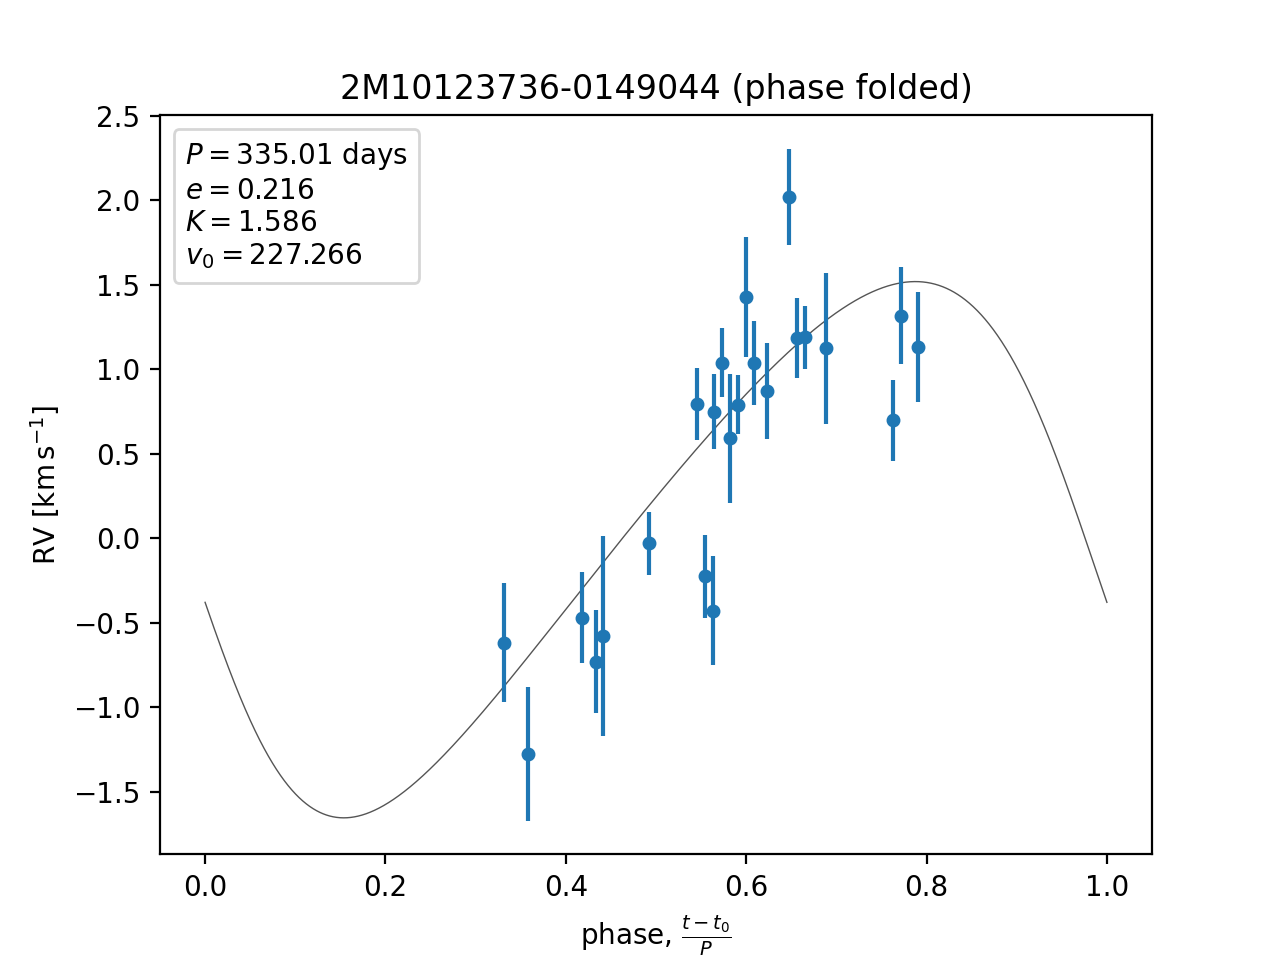 2M10123736-0149044 (phase folded)
P = 335.01 days
e = 0.216
K = 1.586
v₀ = 227.266
2.5
2.0
1.5
1.0
0.5
0.0
−0.5
−1.0
−1.5
RV [km s⁻¹]
0.0 0.2 0.4 0.6 0.8 1.0
phase, (t − t₀)/P